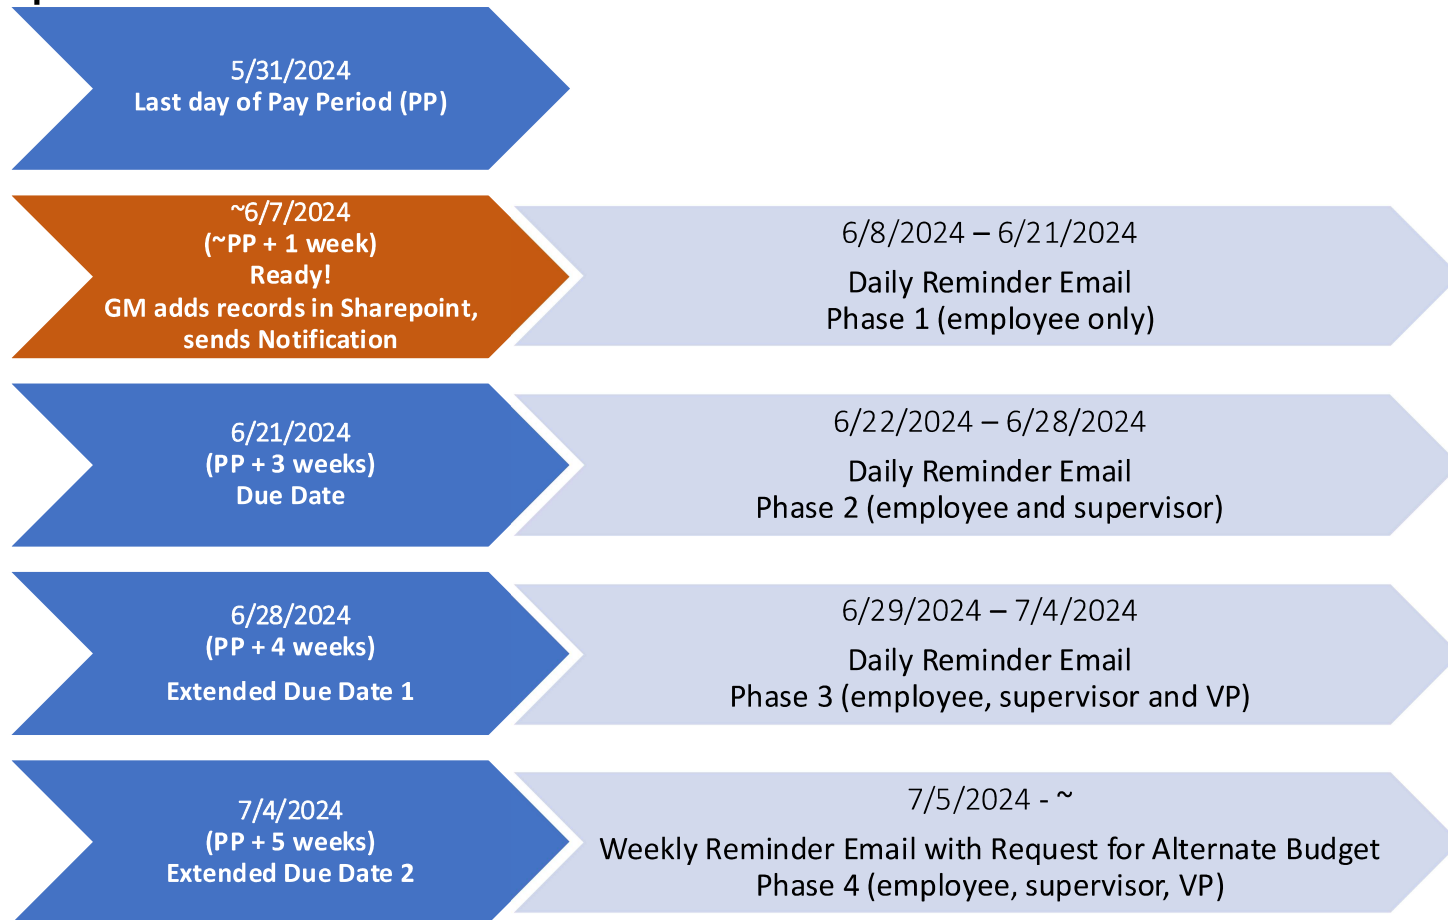 5/31/2024
Last day of Pay Period (PP)
~6/7/2024
(~PP + 1 week)
Ready!
GM adds records in Sharepoint,
sends Notification
6/8/2024 – 6/21/2024
Daily Reminder Email
Phase 1 (employee only)
6/21/2024
(PP + 3 weeks)
Due Date
6/22/2024 – 6/28/2024
Daily Reminder Email
Phase 2 (employee and supervisor)
6/28/2024
(PP + 4 weeks)
Extended Due Date 1
6/29/2024 – 7/4/2024
Daily Reminder Email
Phase 3 (employee, supervisor and VP)
7/4/2024
(PP + 5 weeks)
Extended Due Date 2
7/5/2024 - ~
Weekly Reminder Email with Request for Alternate Budget
Phase 4 (employee, supervisor, VP)